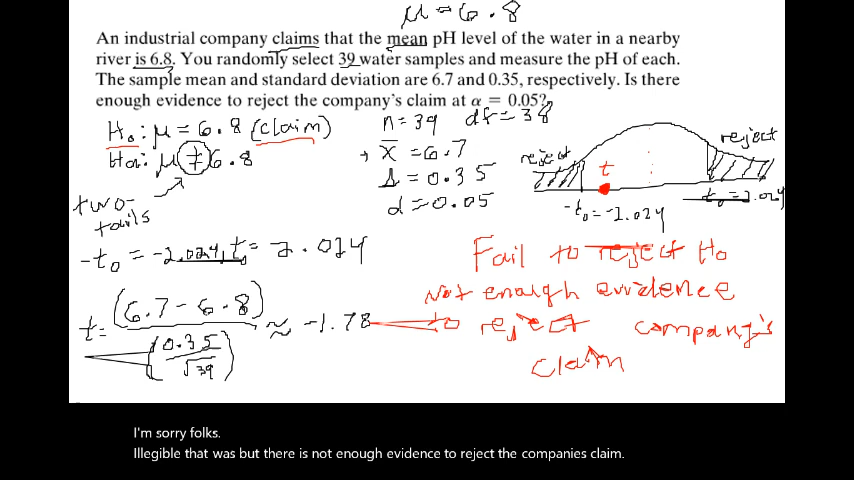 μ = 6.8
An industrial company claims that the mean pH level of the water in a nearby
river is 6.8. You randomly select 39 water samples and measure the pH of each.
The sample mean and standard deviation are 6.7 and 0.35, respectively. Is there
enough evidence to reject the company's claim at α = 0.05?
H₀: μ = 6.8 (claim)
Ha: μ ≠ 6.8
two-
tails
n = 39 df = 38
x̄ = 6.7
s = 0.35
α = 0.05
reject
reject
t
-t₀ = -2.024
t₀ = 2.024
-t₀ = -2.024, t = 2.024
t = (6.7 - 6.8) / (0.35 / √39) ≈ -1.78
Fail to reject H₀
not enough evidence
to reject company's
claim
I'm sorry folks.
Illegible that was but there is not enough evidence to reject the companies claim.